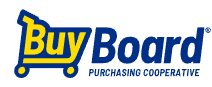 BuyBoard®
PURCHASING COOPERATIVE